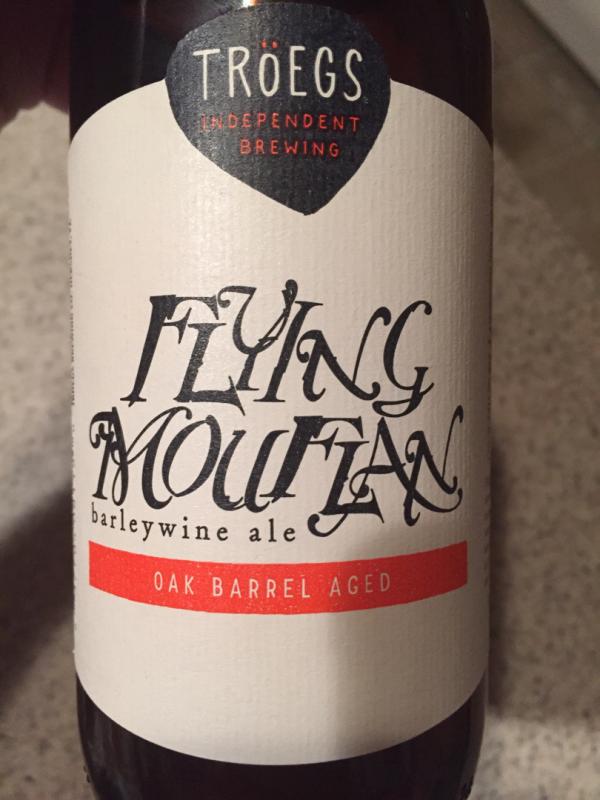 TRÖEGS
INDEPENDENT
BREWING
FLYING
MOUFLAN
barleywine ale
OAK BARREL AGED